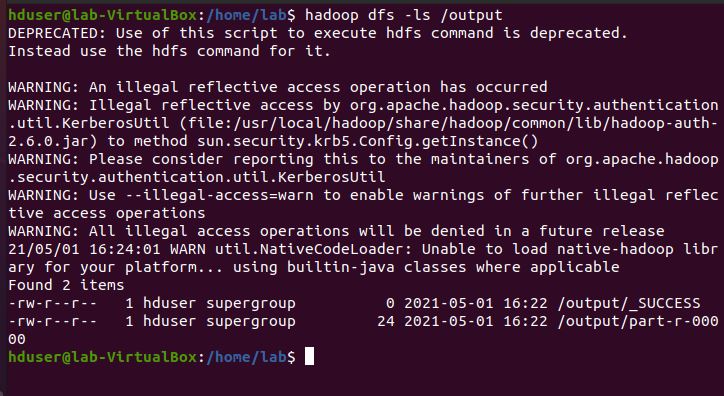 hduser@lab-VirtualBox:/home/lab$ hadoop dfs -ls /output
DEPRECATED: Use of this script to execute hdfs command is deprecated.
Instead use the hdfs command for it.

WARNING: An illegal reflective access operation has occurred
WARNING: Illegal reflective access by org.apache.hadoop.security.authentication
.util.KerberosUtil (file:/usr/local/hadoop/share/hadoop/common/lib/hadoop-auth-
2.6.0.jar) to method sun.security.krb5.Config.getInstance()
WARNING: Please consider reporting this to the maintainers of org.apache.hadoop
.security.authentication.util.KerberosUtil
WARNING: Use --illegal-access=warn to enable warnings of further illegal reflec
tive access operations
WARNING: All illegal access operations will be denied in a future release
21/05/01 16:24:01 WARN util.NativeCodeLoader: Unable to load native-hadoop libr
ary for your platform... using builtin-java classes where applicable
Found 2 items
-rw-r--r--   1 hduser supergroup          0 2021-05-01 16:22 /output/_SUCCESS
-rw-r--r--   1 hduser supergroup         24 2021-05-01 16:22 /output/part-r-000
00
hduser@lab-VirtualBox:/home/lab$